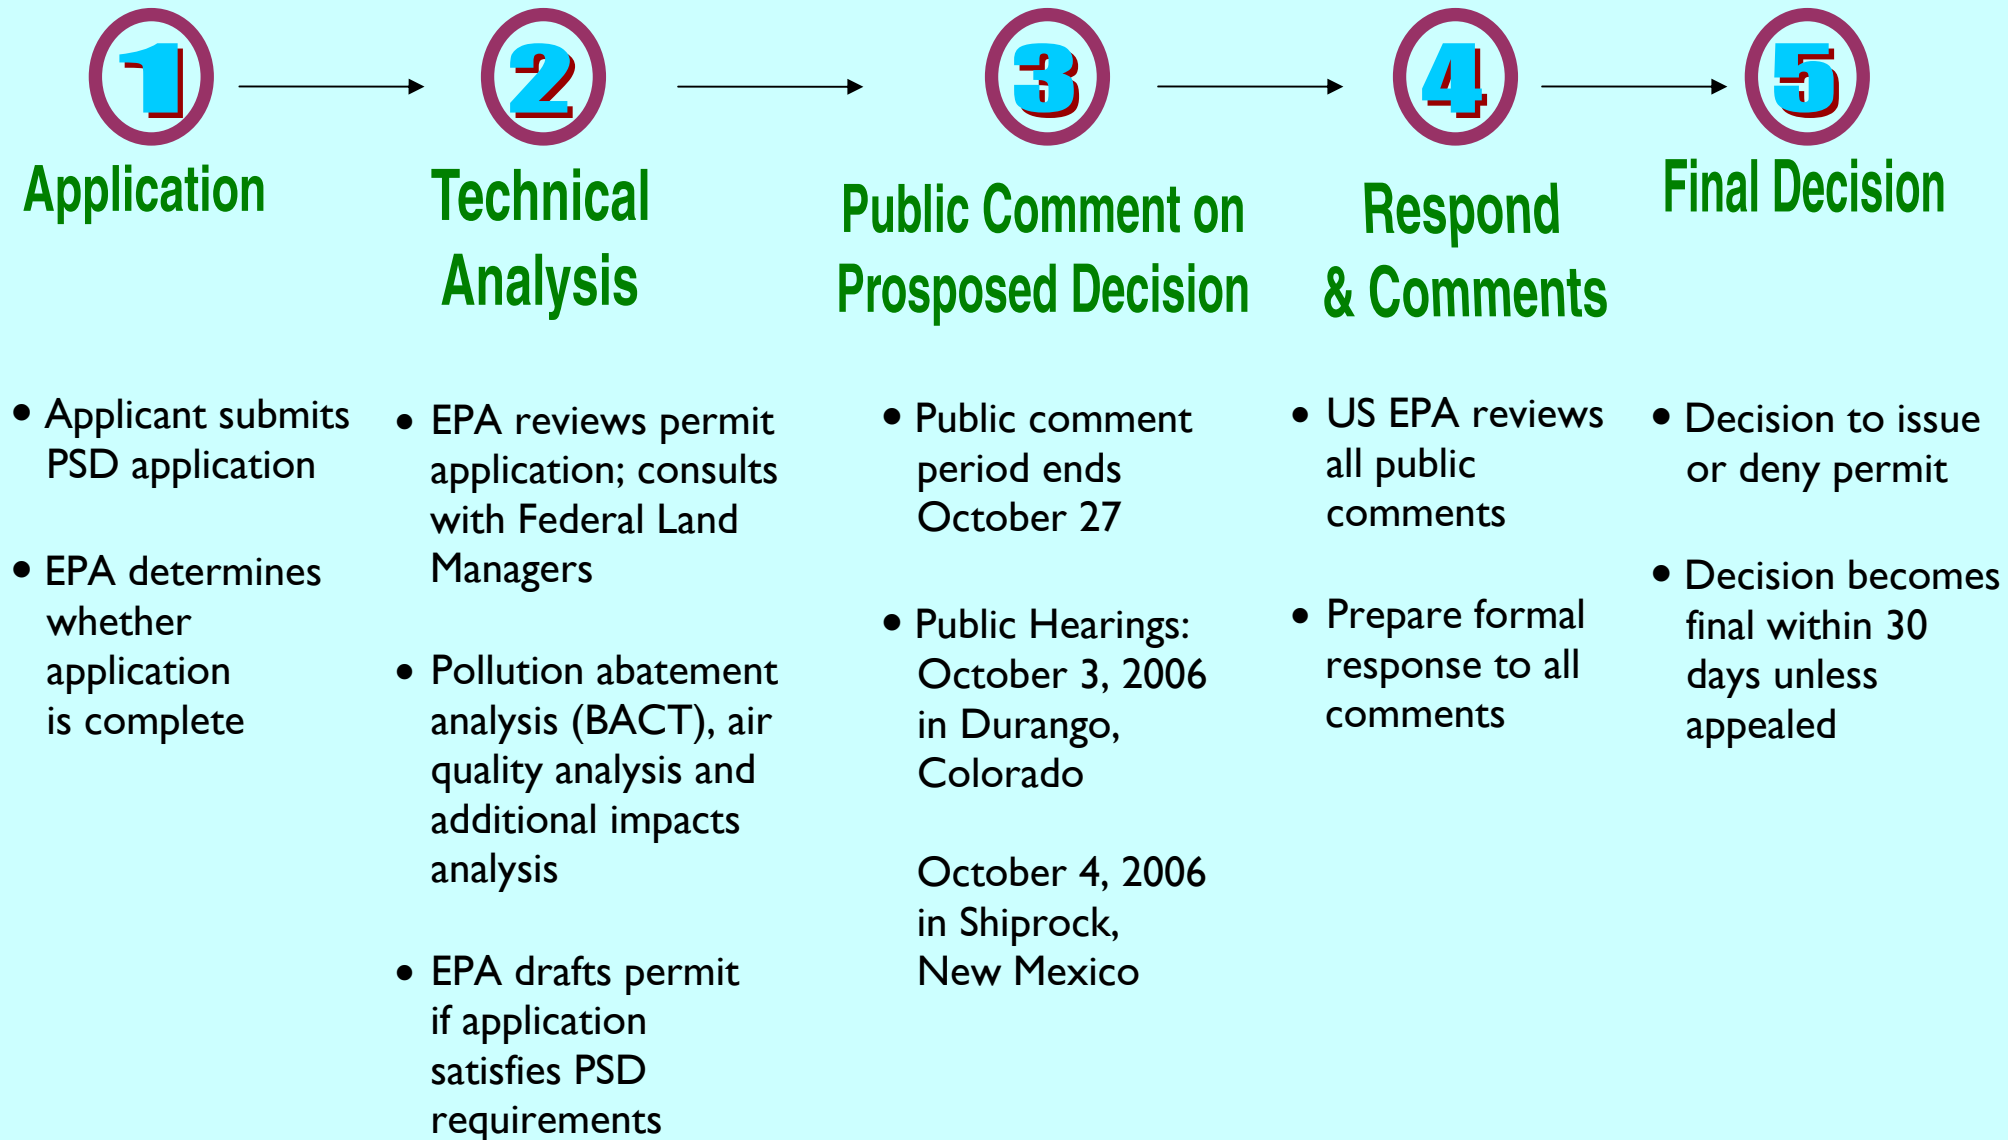 1
Application
• Applicant submits
PSD application
• EPA determines
whether
application
is complete
2
Technical
Analysis
• EPA reviews permit
application; consults
with Federal Land
Managers
• Pollution abatement
analysis (BACT), air
quality analysis and
additional impacts
analysis
• EPA drafts permit
if application
satisfies PSD
requirements
3
Public Comment on
Prosposed Decision
• Public comment
period ends
October 27
• Public Hearings:
October 3, 2006
in Durango,
Colorado
October 4, 2006
in Shiprock,
New Mexico
4
Respond
& Comments
• US EPA reviews
all public
comments
• Prepare formal
response to all
comments
5
Final Decision
• Decision to issue
or deny permit
• Decision becomes
final within 30
days unless
appealed